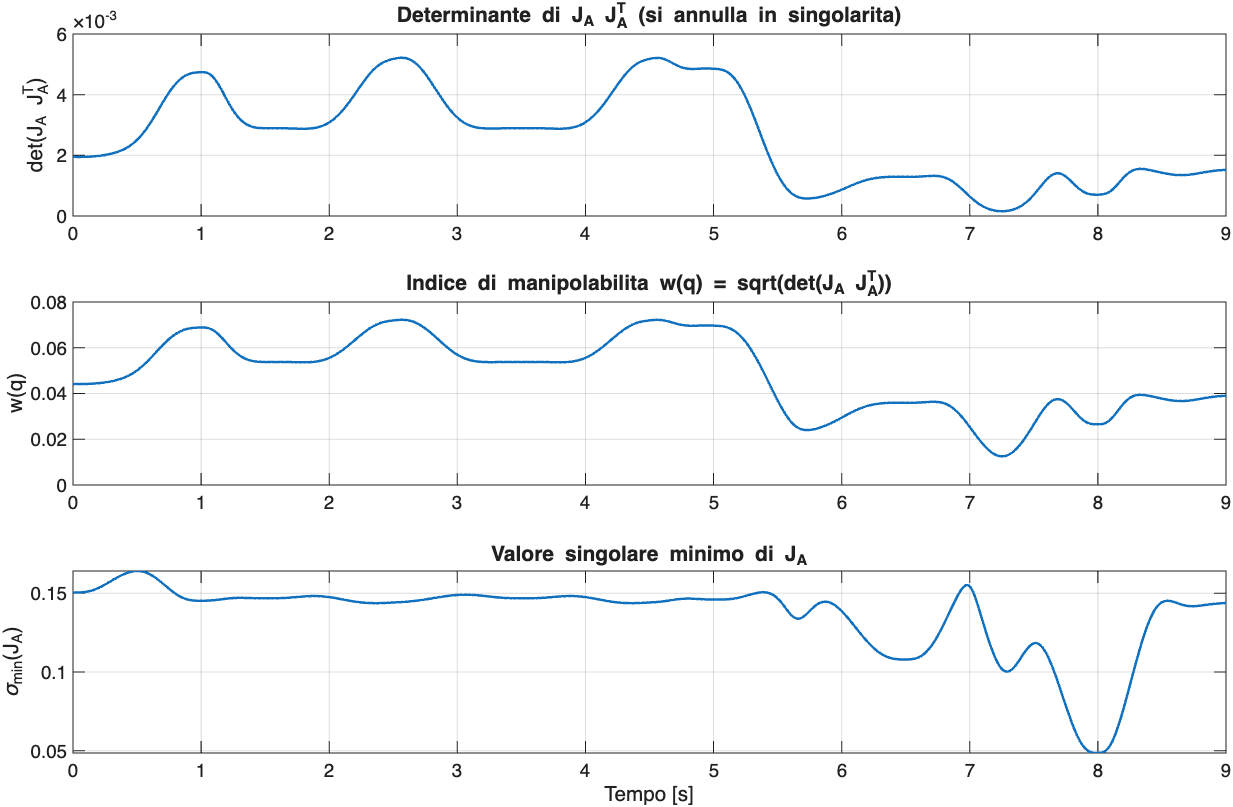 Determinante di J_A J_A^T (si annulla in singolarita)
×10^-3
6
4
2
0
det(J_A J_A^T)
0 1 2 3 4 5 6 7 8 9
Indice di manipolabilita w(q) = sqrt(det(J_A J_A^T))
0.08
0.06
0.04
0.02
0
w(q)
0 1 2 3 4 5 6 7 8 9
Valore singolare minimo di J_A
0.15
0.1
0.05
σ_min(J_A)
0 1 2 3 4 5 6 7 8 9
Tempo [s]